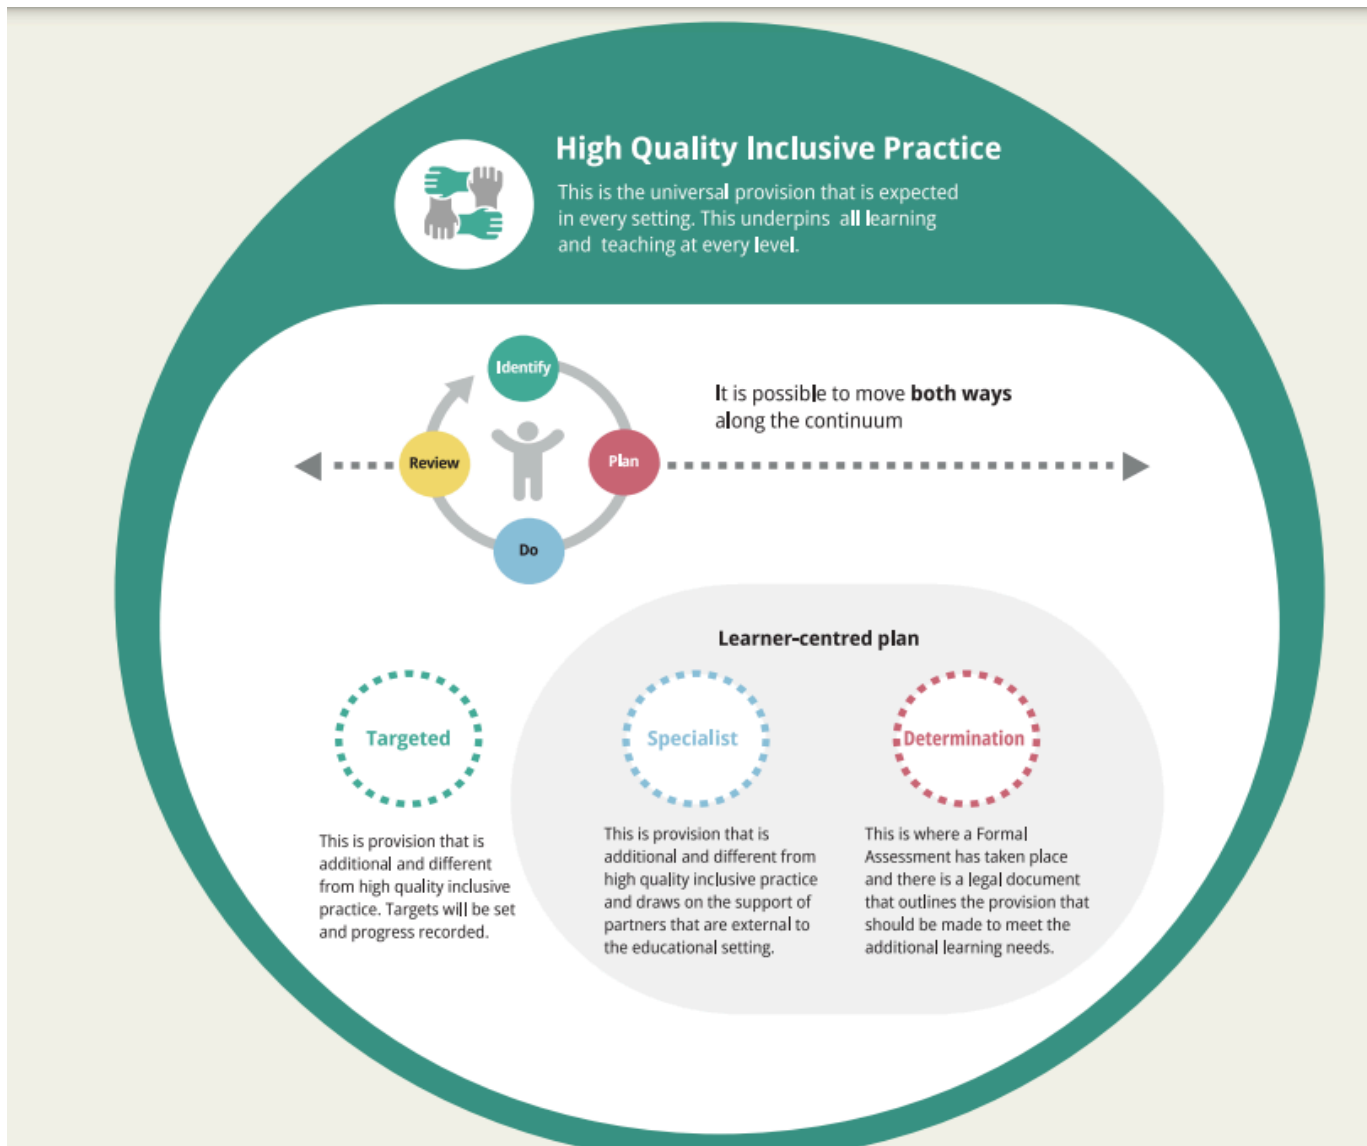 High Quality Inclusive Practice
This is the universal provision that is expected
in every setting. This underpins all learning
and teaching at every level.
Identify
It is possible to move both ways
along the continuum
Review
Plan
Do
Learner-centred plan
Targeted
This is provision that is
additional and different
from high quality inclusive
practice. Targets will be set
and progress recorded.
Specialist
This is provision that is
additional and different from
high quality inclusive practice
and draws on the support of
partners that are external to
the educational setting.
Determination
This is where a Formal
Assessment has taken place
and there is a legal document
that outlines the provision that
should be made to meet the
additional learning needs.